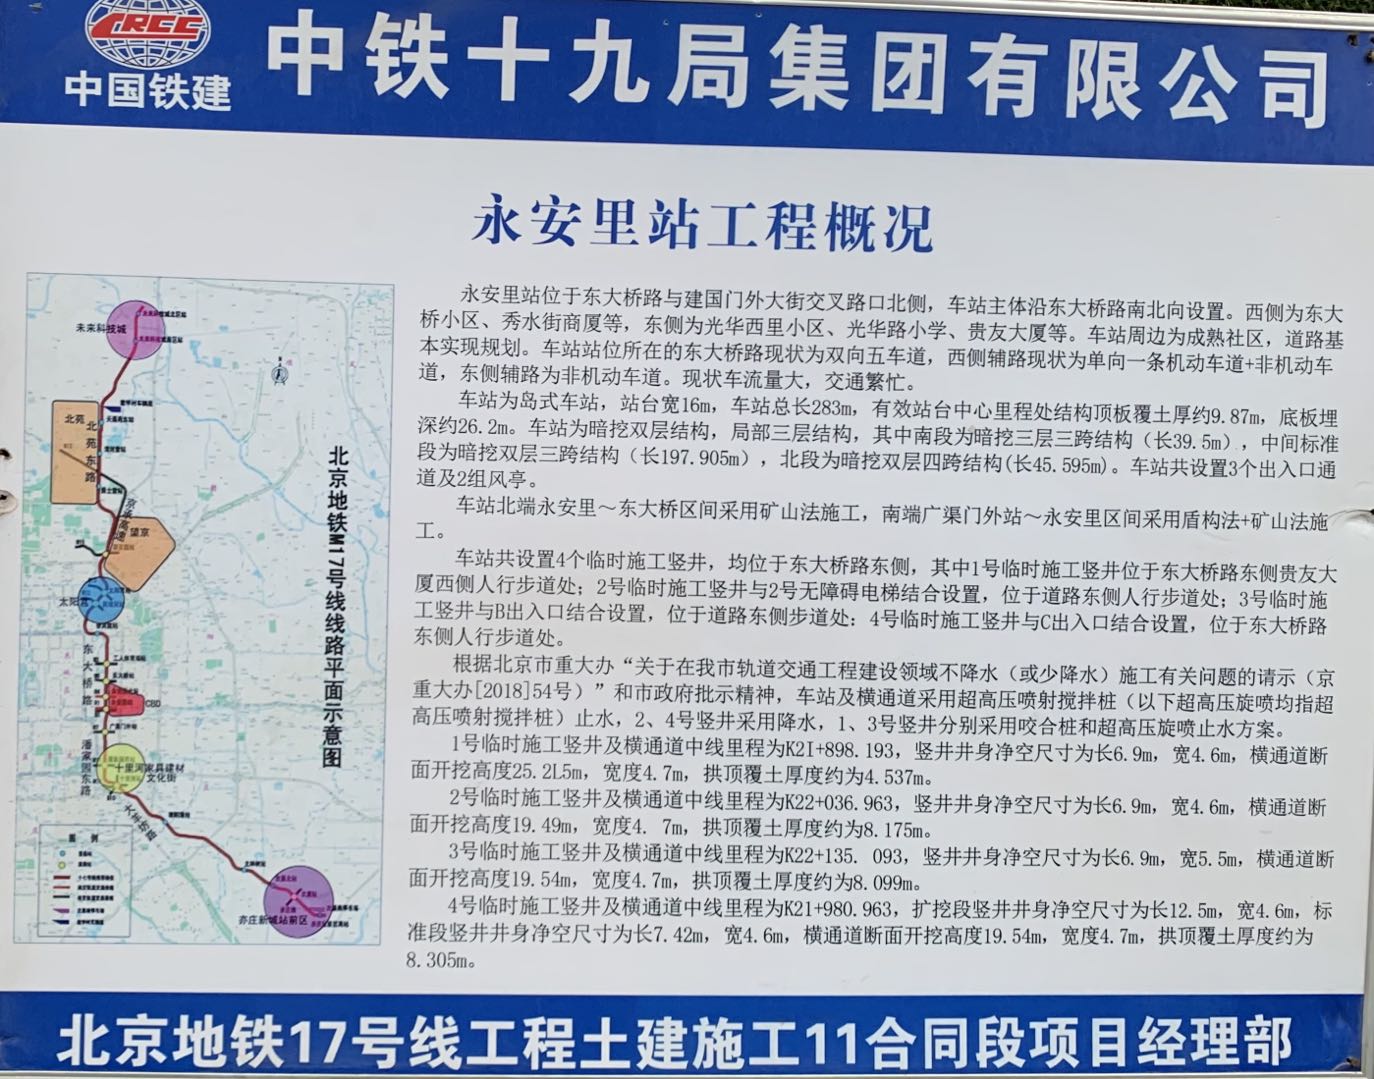 CRCC
中国铁建
中铁十九局集团有限公司
永安里站工程概况
永安里站位于东大桥路与建国门外大街交叉路口北侧，车站主体沿东大桥路南北向设置。西侧为东大
桥小区、秀水街商厦等，东侧为光华西里小区、光华路小学、贵友大厦等。车站周边为成熟社区，道路基
本实现规划。车站站位所在的东大桥路现状为双向五车道，西侧辅路现状为单向一条机动车道+非机动车
道，东侧辅路为非机动车道。现状车流量大，交通繁忙。
车站为岛式车站，站台宽16m，车站总长283m，有效站台中心里程处结构顶板覆土厚约9.87m，底板埋
深约26.2m。车站为暗挖双层结构，局部三层结构，其中南段为暗挖三层三跨结构（长39.5m），中间标准
段为暗挖双层三跨结构（长197.905m），北段为暗挖双层四跨结构(长45.595m)。车站共设置3个出入口通
道及2组风亭。
车站北端永安里～东大桥区间采用矿山法施工，南端广渠门外站～永安里区间采用盾构法+矿山法施
工。
车站共设置4个临时施工竖井，均位于东大桥路东侧，其中1号临时施工竖井位于东大桥路东侧贵友大
厦西侧人行步道处；2号临时施工竖井与2号无障碍电梯结合设置，位于道路东侧人行步道处；3号临时施
工竖井与B出入口结合设置，位于道路东侧步道处：4号临时施工竖井与C出入口结合设置，位于东大桥路
东侧人行步道处。
根据北京市重大办“关于在我市轨道交通工程建设领域不降水（或少降水）施工有关问题的请示（京
重大办[2018]54号）”和市政府批示精神，车站及横通道采用超高压喷射搅拌桩（以下超高压旋喷均指超
高压喷射搅拌桩）止水，2、4号竖井采用降水，1、3号竖井分别采用咬合桩和超高压旋喷止水方案。
1号临时施工竖井及横通道中线里程为K2I+898.193，竖井井身净空尺寸为长6.9m，宽4.6m，横通道断
面开挖高度25.2L5m，宽度4.7m，拱顶覆土厚度约为4.537m。
2号临时施工竖井及横通道中线里程为K22+036.963，竖井井身净空尺寸为长6.9m，宽4.6m，横通道断
面开挖高度19.49m，宽度4. 7m，拱顶覆土厚度约为8.175m。
3号临时施工竖井及横通道中线里程为K22+135. 093，竖井井身净空尺寸为长6.9m，宽5.5m，横通道断
面开挖高度19.54m，宽度4.7m，拱顶覆土厚度约为8.099m。
4号临时施工竖井及横通道中线里程为K21+980.963，扩挖段竖井井身净空尺寸为长12.5m，宽4.6m，标
准段竖井井身净空尺寸为长7.42m，宽4.6m，横通道断面开挖高度19.54m，宽度4.7m，拱顶覆土厚度约为
8.305m。
北京地铁M17号线线路平面示意图
未来科技城
北苑
北苑东路
京承高速
望京
太阳宫
东大桥路
CBD
潘家园东路
十里河家具建材
文化街
亦庄新城站前区
图 例
北京地铁17号线工程土建施工11合同段项目经理部